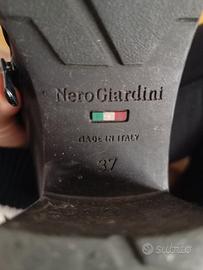 NeroGiardini
MADE IN ITALY
37
subito